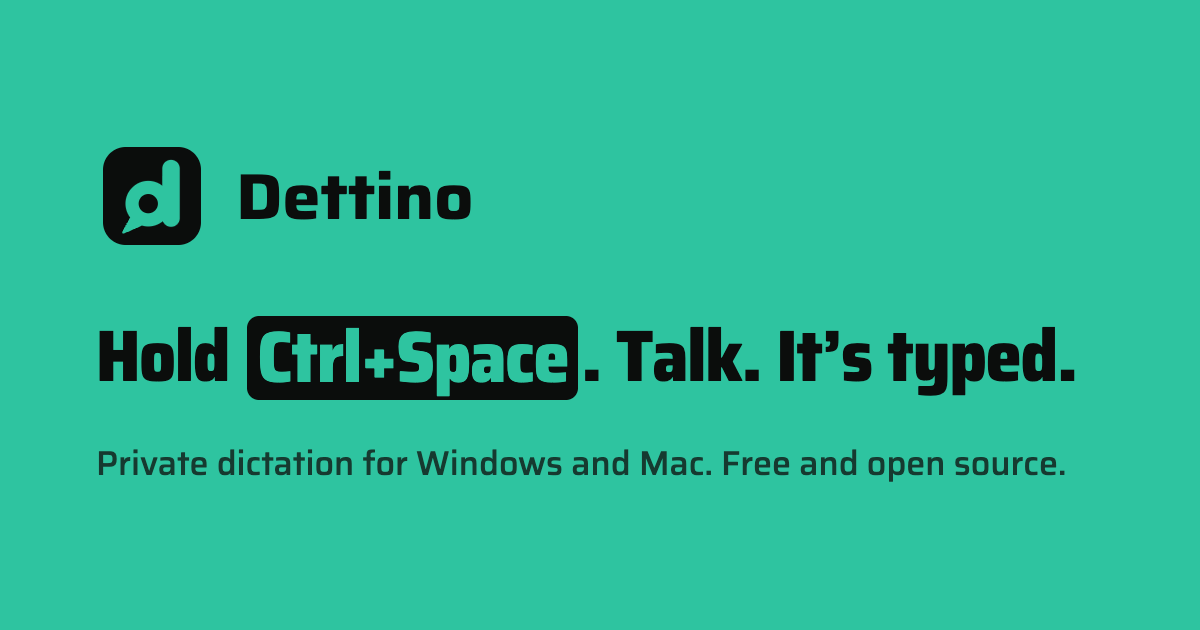 Dettino
Hold Ctrl+Space. Talk. It’s typed.
Private dictation for Windows and Mac. Free and open source.